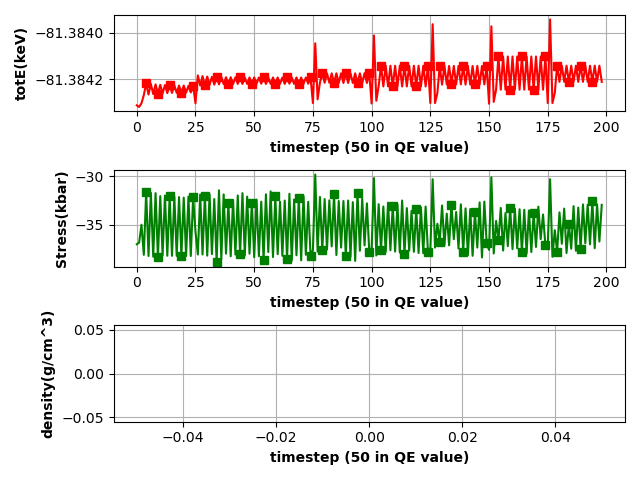 totE(keV)
−81.3840
−81.3842
0 25 50 75 100 125 150 175 200
timestep (50 in QE value)
Stress(kbar)
−30
−35
0 25 50 75 100 125 150 175 200
timestep (50 in QE value)
density(g/cm^3)
0.05
0.00
−0.05
−0.04 −0.02 0.00 0.02 0.04
timestep (50 in QE value)